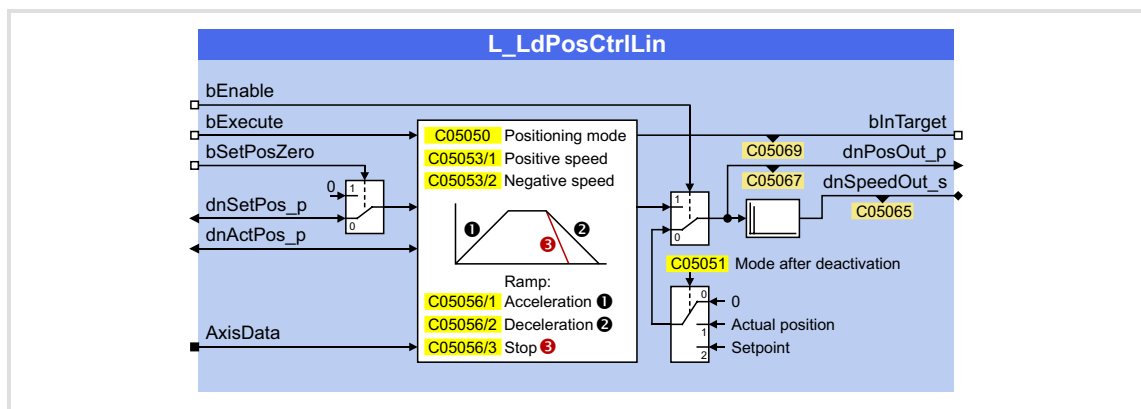 L_LdPosCtrlLin
bEnable
bExecute
bSetPosZero
0
1
0
dnSetPos_p
dnActPos_p
AxisData
C05050 Positioning mode
C05053/1 Positive speed
C05053/2 Negative speed
❶
❸
❷
Ramp:
C05056/1 Acceleration ❶
C05056/2 Deceleration ❷
C05056/3 Stop ❸
1
0
bInTarget
C05069
dnPosOut_p
C05067
dnSpeedOut_s
C05065
C05051 Mode after deactivation
0
0
1
Actual position
2
Setpoint